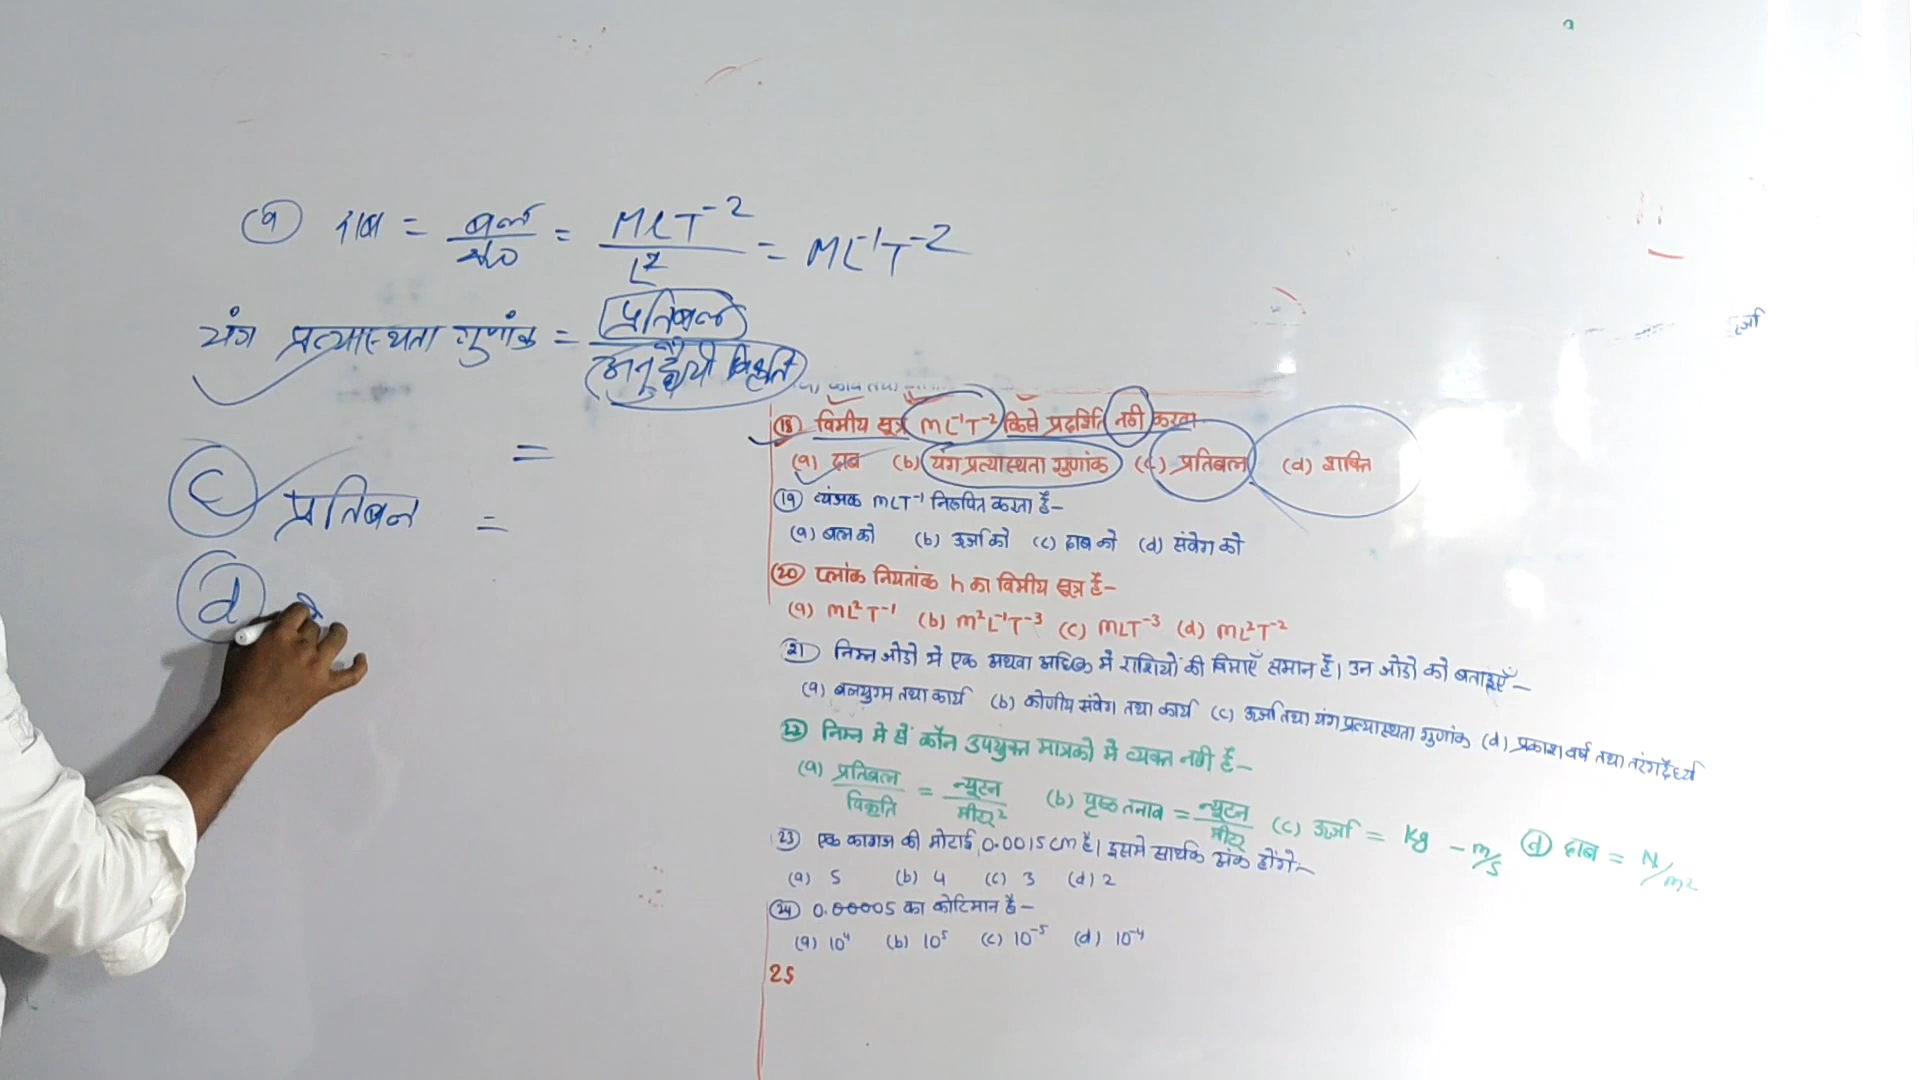 (a) दाब = बल/क्षे० = MLT⁻²/L² = ML⁻¹T⁻²
यंग प्रत्यास्थता गुणांक = प्रतिबल/अनुदैर्ध्य विकृति
=
(c) प्रतिबल =
(d)
(18) विमीय सूत्र ML⁻¹T⁻² किसे प्रदर्शित नही करता
(a) दाब (b) यंग प्रत्यास्थता गुणांक (c) प्रतिबल (d) शक्ति
(19) व्यंजक MLT⁻¹ निरूपित करता है-
(a) बल को (b) ऊर्जा को (c) दाब को (d) संवेग को
(20) प्लांक नियतांक h का विमीय सूत्र है-
(a) ML²T⁻¹ (b) M²L⁻¹T⁻³ (c) MLT⁻³ (d) ML²T⁻²
(21) निम्न जोडो मे एक अथवा अधिक में राशियों की विमाएँ समान हैं। उन जोडो को बताइएँ-
(a) बलयुग्म तथा कार्य (b) कोणीय संवेग तथा कार्य (c) ऊर्जा तथा यंग प्रत्यास्थता गुणांक (d) प्रकाश वर्ष तथा तरंगदैर्ध्य
(22) निम्न मे से कौन उपयुक्त मात्रको मे व्यक्त नही है-
(a) प्रतिबल/विकृति = न्यूटन/मीटर² (b) पृष्ठ तनाव = न्यूटन/मीटर (c) ऊर्जा = Kg - m/s (d) दाब = N/m²
(23) एक कागज की मोटाई 0.0015 cm है। इसमे सार्थक अंक होंगे-
(a) 5 (b) 4 (c) 3 (d) 2
(24) 0.00005 का कोटिमान है-
(a) 10⁴ (b) 10⁵ (c) 10⁻⁵ (d) 10⁻⁴
25